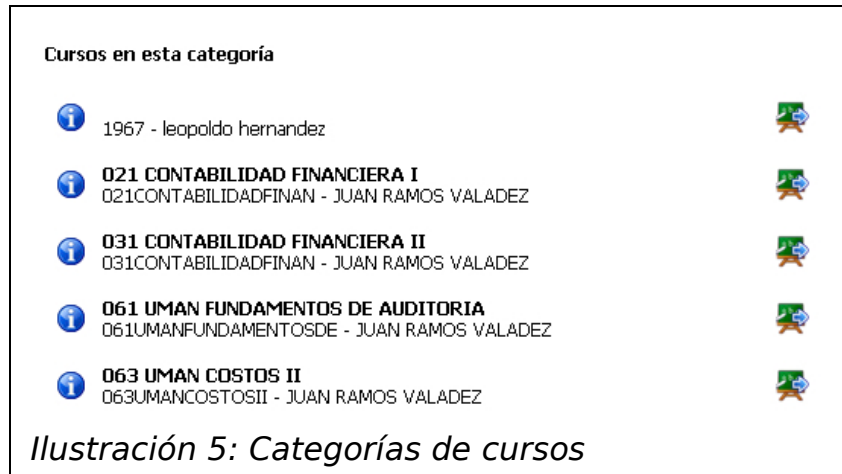 Cursos en esta categoría
1967 - leopoldo hernandez
021 CONTABILIDAD FINANCIERA I
021CONTABILIDADFINAN - JUAN RAMOS VALADEZ
031 CONTABILIDAD FINANCIERA II
031CONTABILIDADFINAN - JUAN RAMOS VALADEZ
061 UMAN FUNDAMENTOS DE AUDITORIA
061UMANFUNDAMENTOSDE - JUAN RAMOS VALADEZ
063 UMAN COSTOS II
063UMANCOSTOSII - JUAN RAMOS VALADEZ
Ilustración 5: Categorías de cursos